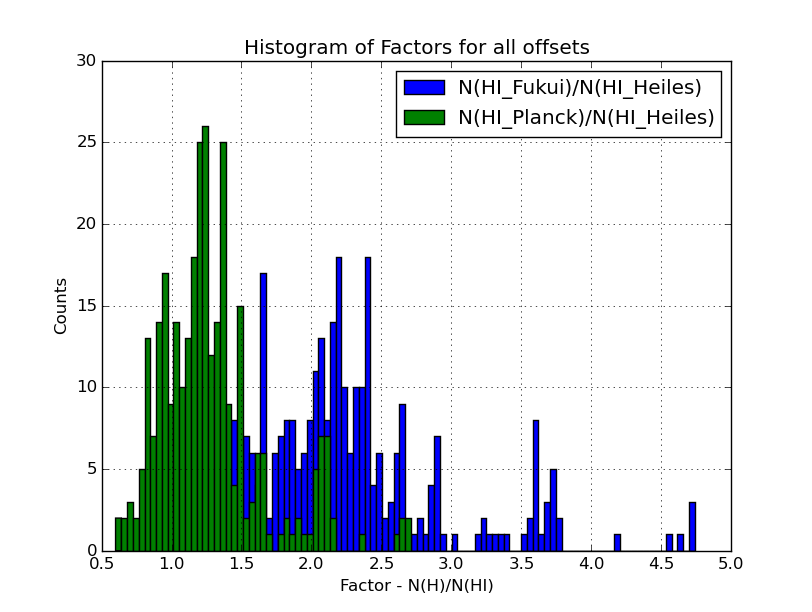 Histogram of Factors for all offsets
30
25
20
15
10
5
0
Counts
N(HI_Fukui)/N(HI_Heiles)
N(HI_Planck)/N(HI_Heiles)
0.5 1.0 1.5 2.0 2.5 3.0 3.5 4.0 4.5 5.0
Factor - N(H)/N(HI)